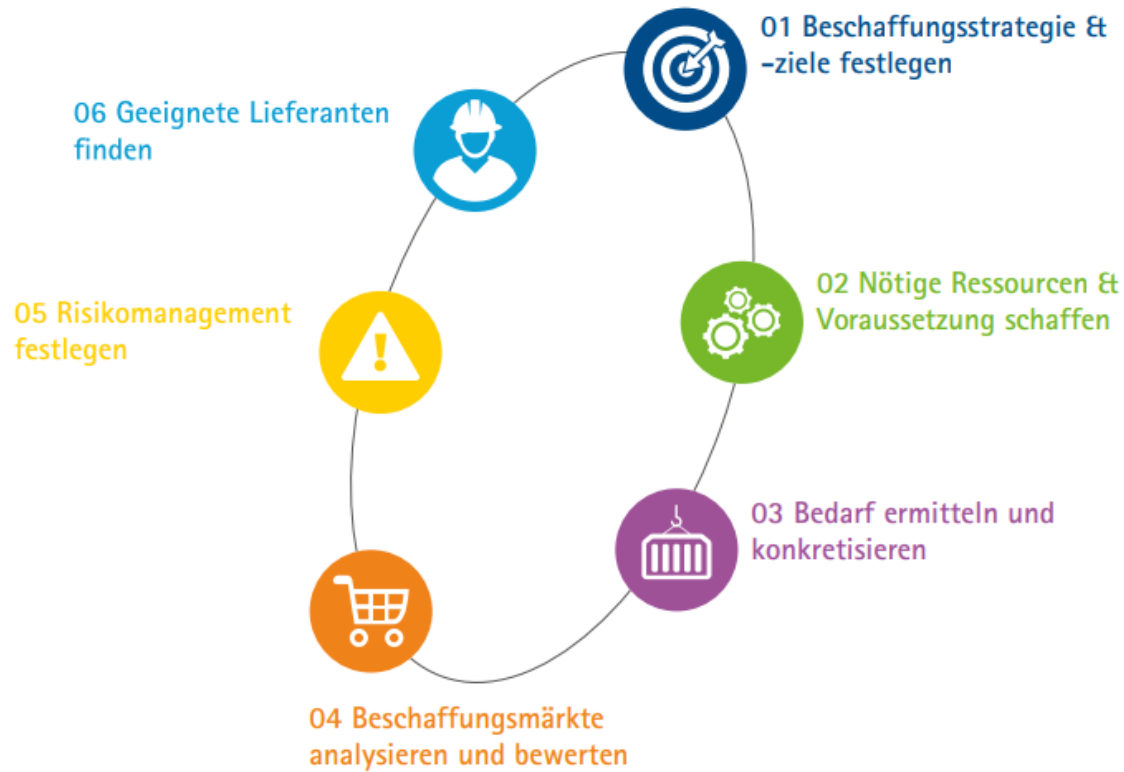 01 Beschaffungsstrategie &
-ziele festlegen
02 Nötige Ressourcen &
Voraussetzung schaffen
03 Bedarf ermitteln und
konkretisieren
04 Beschaffungsmärkte
analysieren und bewerten
05 Risikomanagement
festlegen
06 Geeignete Lieferanten
finden